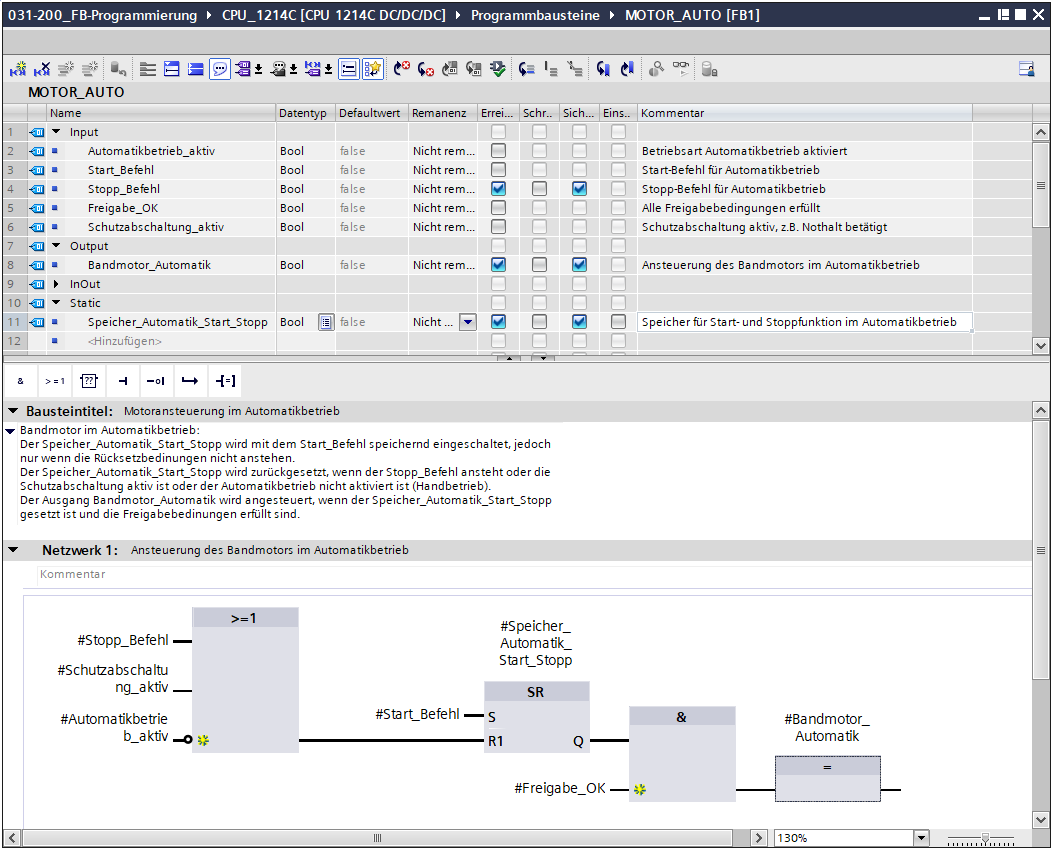 031-200_FB-Programmierung CPU_1214C [CPU 1214C DC/DC/DC] Programmbausteine MOTOR_AUTO [FB1]
MOTOR_AUTO
Name Datentyp Defaultwert Remanenz Errei... Schr.. Sich... Eins.. Kommentar
1 Input
2 Automatikbetrieb_aktiv Bool false Nicht rem... Betriebsart Automatikbetrieb aktiviert
3 Start_Befehl Bool false Nicht rem... Start-Befehl für Automatikbetrieb
4 Stopp_Befehl Bool false Nicht rem... Stopp-Befehl für Automatikbetrieb
5 Freigabe_OK Bool false Nicht rem... Alle Freigabebedingungen erfüllt
6 Schutzabschaltung_aktiv Bool false Nicht rem... Schutzabschaltung aktiv, z.B. Nothalt betätigt
7 Output
8 Bandmotor_Automatik Bool false Nicht rem... Ansteuerung des Bandmotors im Automatikbetrieb
9 InOut
10 Static
11 Speicher_Automatik_Start_Stopp Bool false Nicht ... Speicher für Start- und Stoppfunktion im Automatikbetrieb
12 <Hinzufügen>
& >=1 ??
Bausteintitel: Motoransteuerung im Automatikbetrieb
Bandmotor im Automatikbetrieb:
Der Speicher_Automatik_Start_Stopp wird mit dem Start_Befehl speichernd eingeschaltet, jedoch
nur wenn die Rücksetzbedinungen nicht anstehen.
Der Speicher_Automatik_Start_Stopp wird zurückgesetzt, wenn der Stopp_Befehl ansteht oder die
Schutzabschaltung aktiv ist oder der Automatikbetrieb nicht aktiviert ist (Handbetrieb).
Der Ausgang Bandmotor_Automatik wird angesteuert, wenn der Speicher_Automatik_Start_Stopp
gesetzt ist und die Freigabebedinungen erfüllt sind.
Netzwerk 1: Ansteuerung des Bandmotors im Automatikbetrieb
Kommentar
>=1
#Stopp_Befehl
#Schutzabschaltu
ng_aktiv
#Automatikbetrie
b_aktiv
#Speicher_
Automatik_
Start_Stopp
SR
#Start_Befehl S
R1 Q
&
#Freigabe_OK
#Bandmotor_
Automatik
=
130%